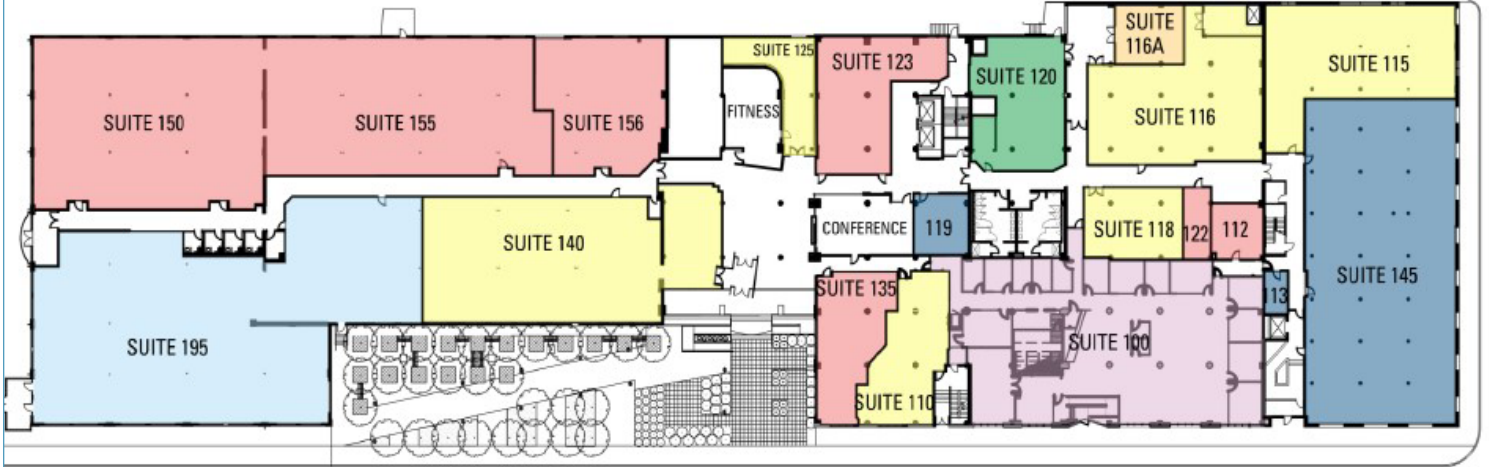 SUITE 150
SUITE 155
SUITE 156
FITNESS
SUITE 125
SUITE 123
SUITE 120
SUITE
116A
SUITE 116
SUITE 115
SUITE 195
SUITE 140
CONFERENCE
119
SUITE 118
122
112
SUITE 145
SUITE 135
SUITE 110
SUITE 100
113